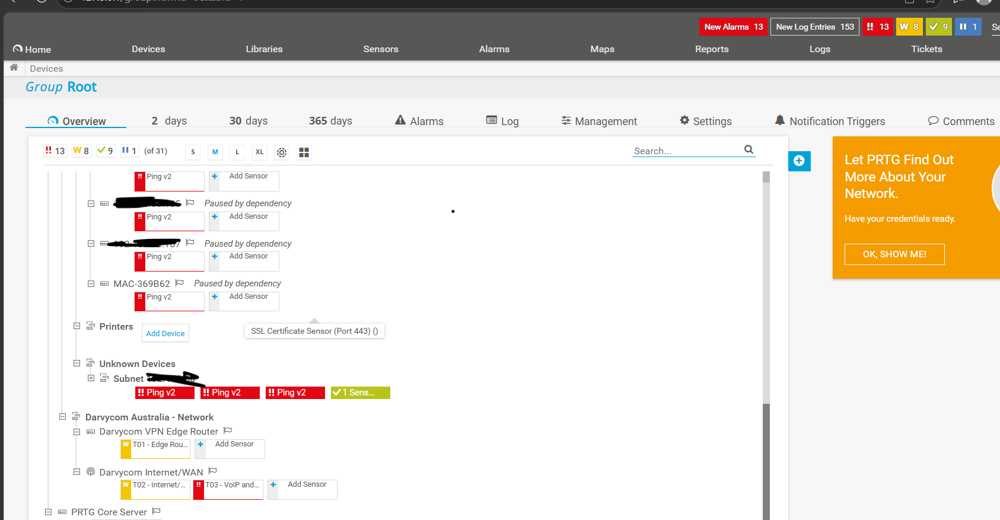 New Alarms 13 New Log Entries 153 13 W 8 9 1
Home Devices Libraries Sensors Alarms Maps Reports Logs Tickets
Devices
Group Root
Overview 2 days 30 days 365 days Alarms Log Management Settings Notification Triggers Comments
!! 13 W 8 9 1 (of 31) S M L XL Search...
!! Ping v2 + Add Sensor
Paused by dependency
!! Ping v2 + Add Sensor
Paused by dependency
!! Ping v2 + Add Sensor
MAC-369B62 Paused by dependency
!! Ping v2 + Add Sensor
Printers Add Device
SSL Certificate Sensor (Port 443) ()
Unknown Devices
Subnet
!! Ping v2 !! Ping v2 !! Ping v2 1 Sens...
Darvycom Australia - Network
Darvycom VPN Edge Router
W T01 - Edge Rou... + Add Sensor
Darvycom Internet/WAN
W T02 - Internet/... !! T03 - VoIP and... + Add Sensor
PRTG Core Server
Let PRTG Find Out
More About Your
Network.
Have your credentials ready.
OK, SHOW ME!